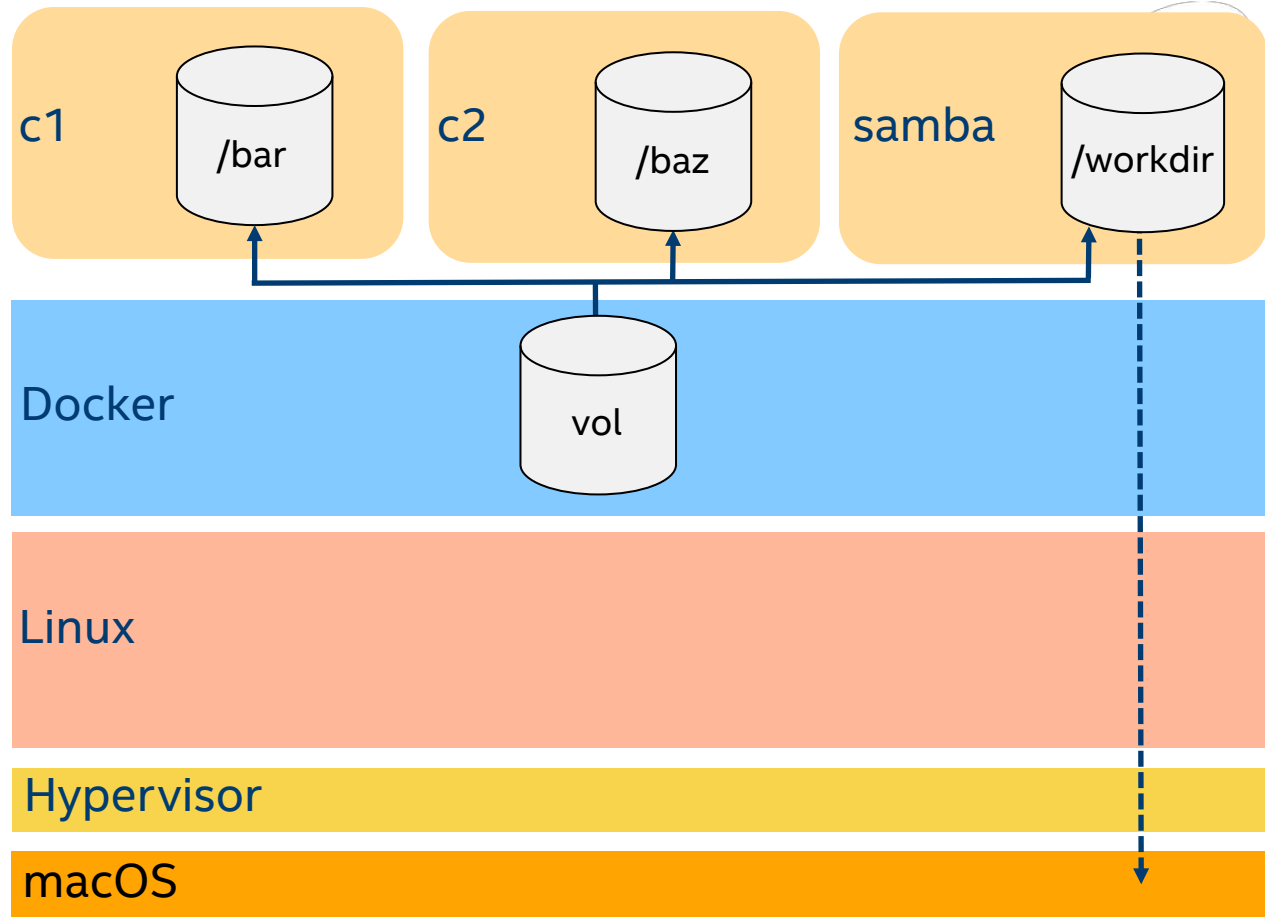 c1
/bar
c2
/baz
samba
/workdir
Docker
vol
Linux
Hypervisor
macOS